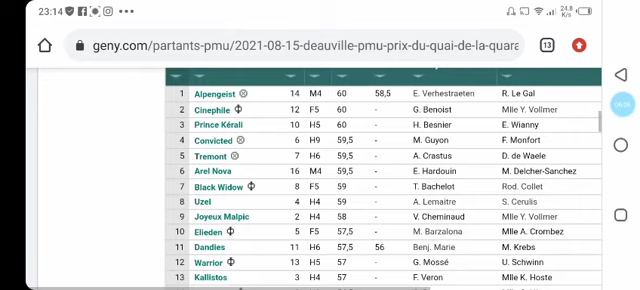 23:14 24.8 K/s
geny.com/partants-pmu/2021-08-15-deauville-pmu-prix-du-quai-de-la-quara 13
1 Alpengeist 14 M4 60 58,5 E. Verhestraeten R. Le Gal
2 Cinephile 12 F5 60 - G. Benoist Mlle Y. Vollmer
3 Prince Kérali 10 H5 60 - H. Besnier E. Wianny
4 Convicted 6 H9 59,5 - M. Guyon F. Monfort
5 Tremont 7 H6 59,5 - A. Crastus D. de Waele
6 Arel Nova 16 M4 59,5 - E. Hardouin M. Delcher-Sanchez
7 Black Widow 8 F5 59 - T. Bachelot Rod. Collet
8 Uzel 4 H4 59 - A. Lemaitre S. Cerulis
9 Joyeux Malpic 2 H4 58 - V. Cheminaud Mlle Y. Vollmer
10 Elieden 5 F5 57,5 - M. Barzalona Mlle A. Crombez
11 Dandies 11 H6 57,5 56 Benj. Marie M. Krebs
12 Warrior 13 H5 57 - G. Mossé U. Schwinn
13 Kallistos 3 H4 57 - F. Veron Mlle K. Hoste